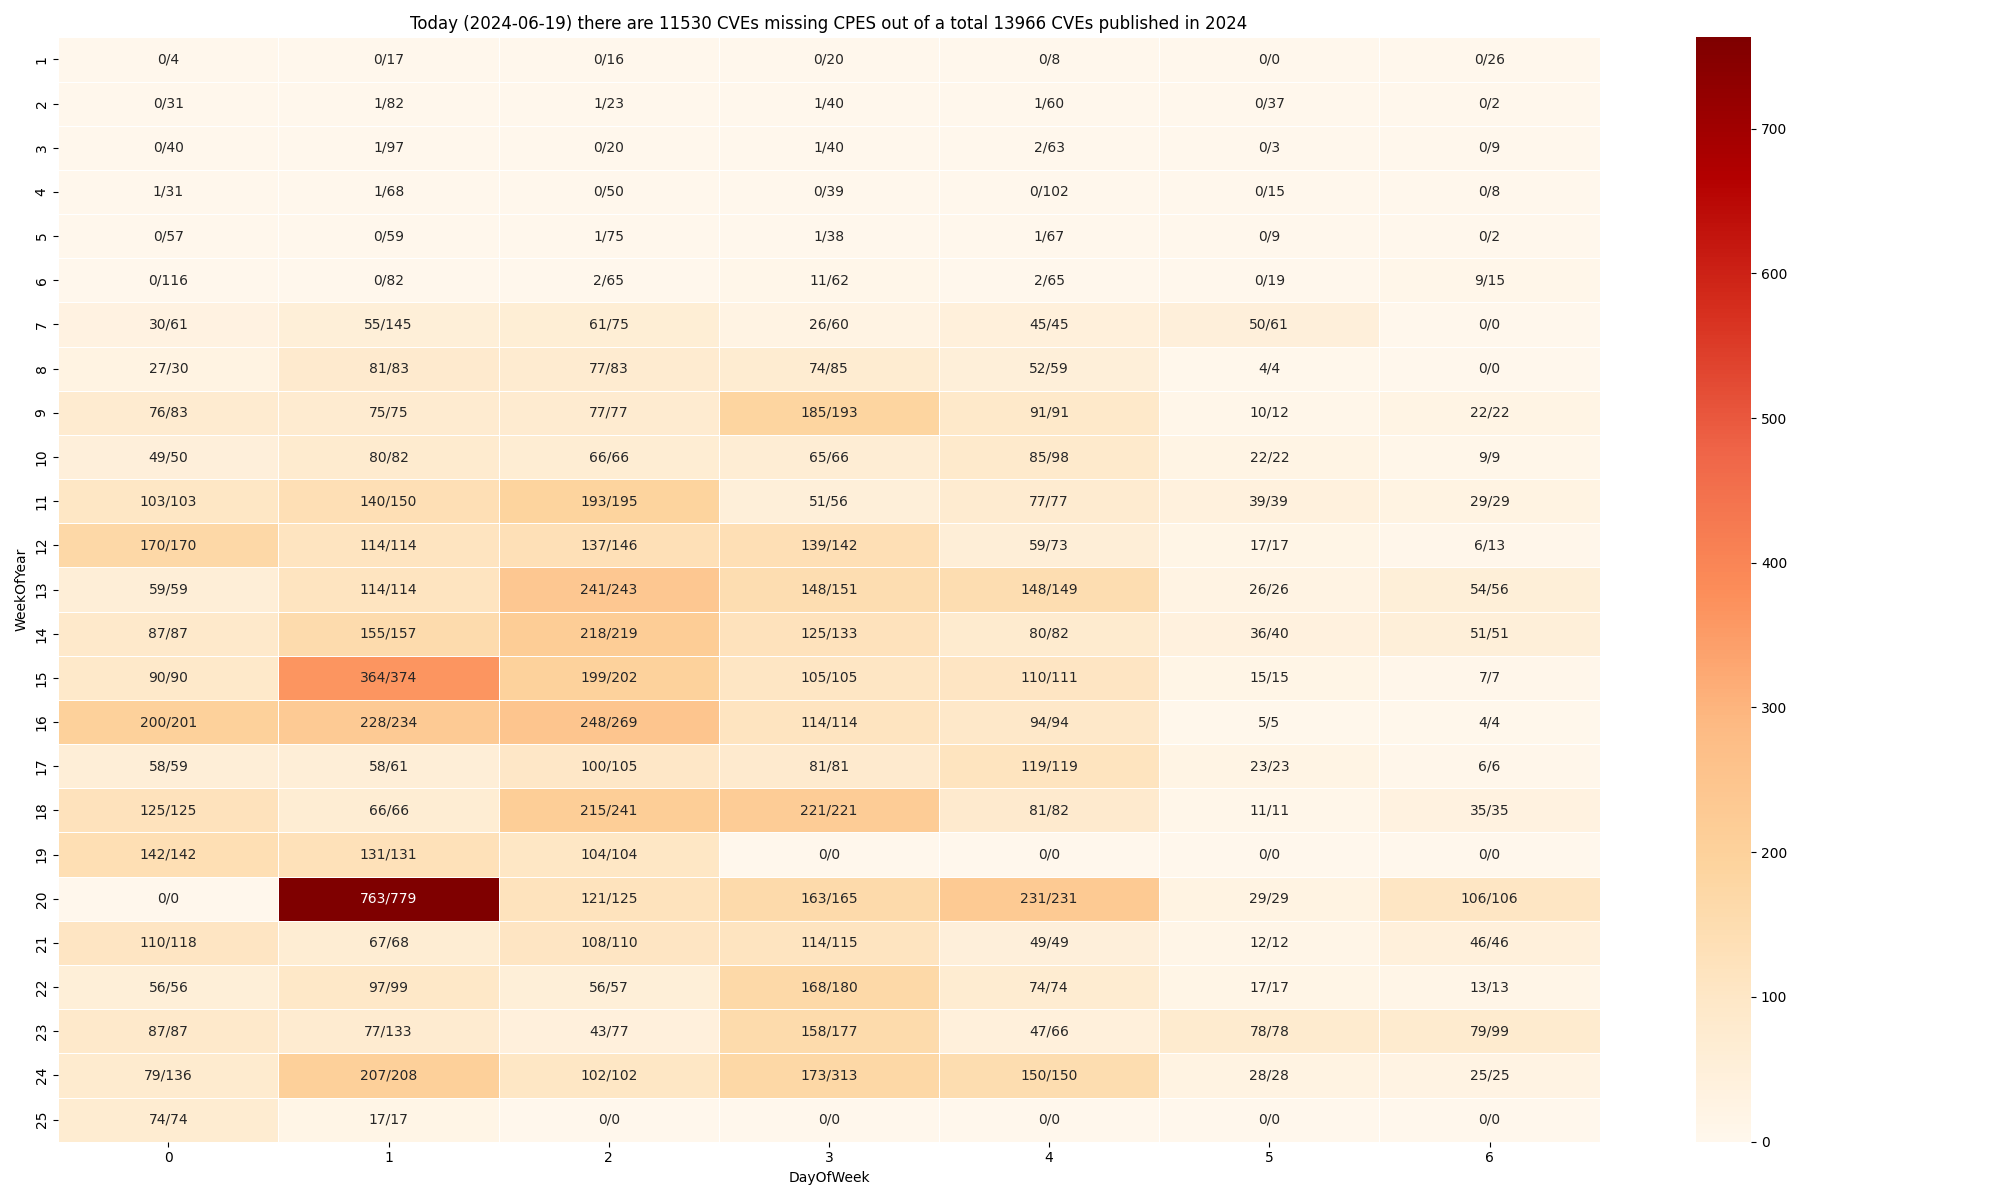 Today (2024-06-19) there are 11530 CVEs missing CPES out of a total 13966 CVEs published in 2024
WeekOfYear
1 0/4 0/17 0/16 0/20 0/8 0/0 0/26
2 0/31 1/82 1/23 1/40 1/60 0/37 0/2
3 0/40 1/97 0/20 1/40 2/63 0/3 0/9
4 1/31 1/68 0/50 0/39 0/102 0/15 0/8
5 0/57 0/59 1/75 1/38 1/67 0/9 0/2
6 0/116 0/82 2/65 11/62 2/65 0/19 9/15
7 30/61 55/145 61/75 26/60 45/45 50/61 0/0
8 27/30 81/83 77/83 74/85 52/59 4/4 0/0
9 76/83 75/75 77/77 185/193 91/91 10/12 22/22
10 49/50 80/82 66/66 65/66 85/98 22/22 9/9
11 103/103 140/150 193/195 51/56 77/77 39/39 29/29
12 170/170 114/114 137/146 139/142 59/73 17/17 6/13
13 59/59 114/114 241/243 148/151 148/149 26/26 54/56
14 87/87 155/157 218/219 125/133 80/82 36/40 51/51
15 90/90 364/374 199/202 105/105 110/111 15/15 7/7
16 200/201 228/234 248/269 114/114 94/94 5/5 4/4
17 58/59 58/61 100/105 81/81 119/119 23/23 6/6
18 125/125 66/66 215/241 221/221 81/82 11/11 35/35
19 142/142 131/131 104/104 0/0 0/0 0/0 0/0
20 0/0 763/779 121/125 163/165 231/231 29/29 106/106
21 110/118 67/68 108/110 114/115 49/49 12/12 46/46
22 56/56 97/99 56/57 168/180 74/74 17/17 13/13
23 87/87 77/133 43/77 158/177 47/66 78/78 79/99
24 79/136 207/208 102/102 173/313 150/150 28/28 25/25
25 74/74 17/17 0/0 0/0 0/0 0/0 0/0
0 1 2 3 4 5 6
DayOfWeek
700
600
500
400
300
200
100
0